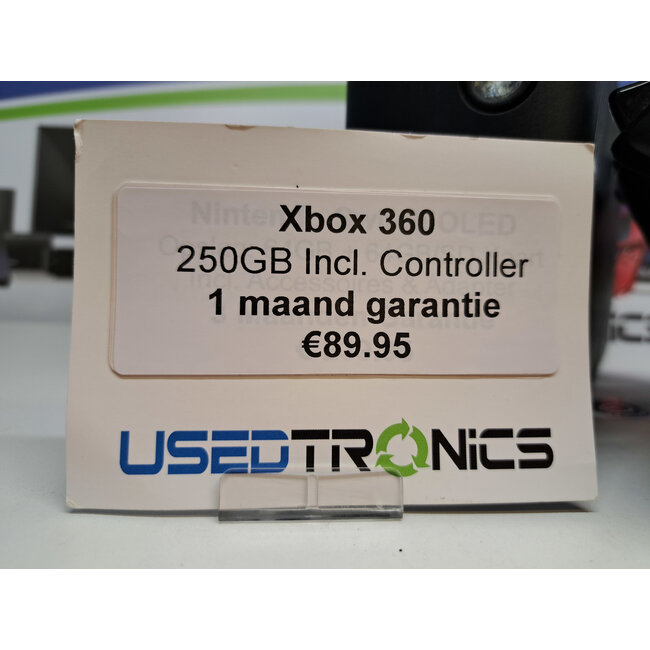 Xbox 360
250GB Incl. Controller
1 maand garantie
€89.95
USEDTRONiCS